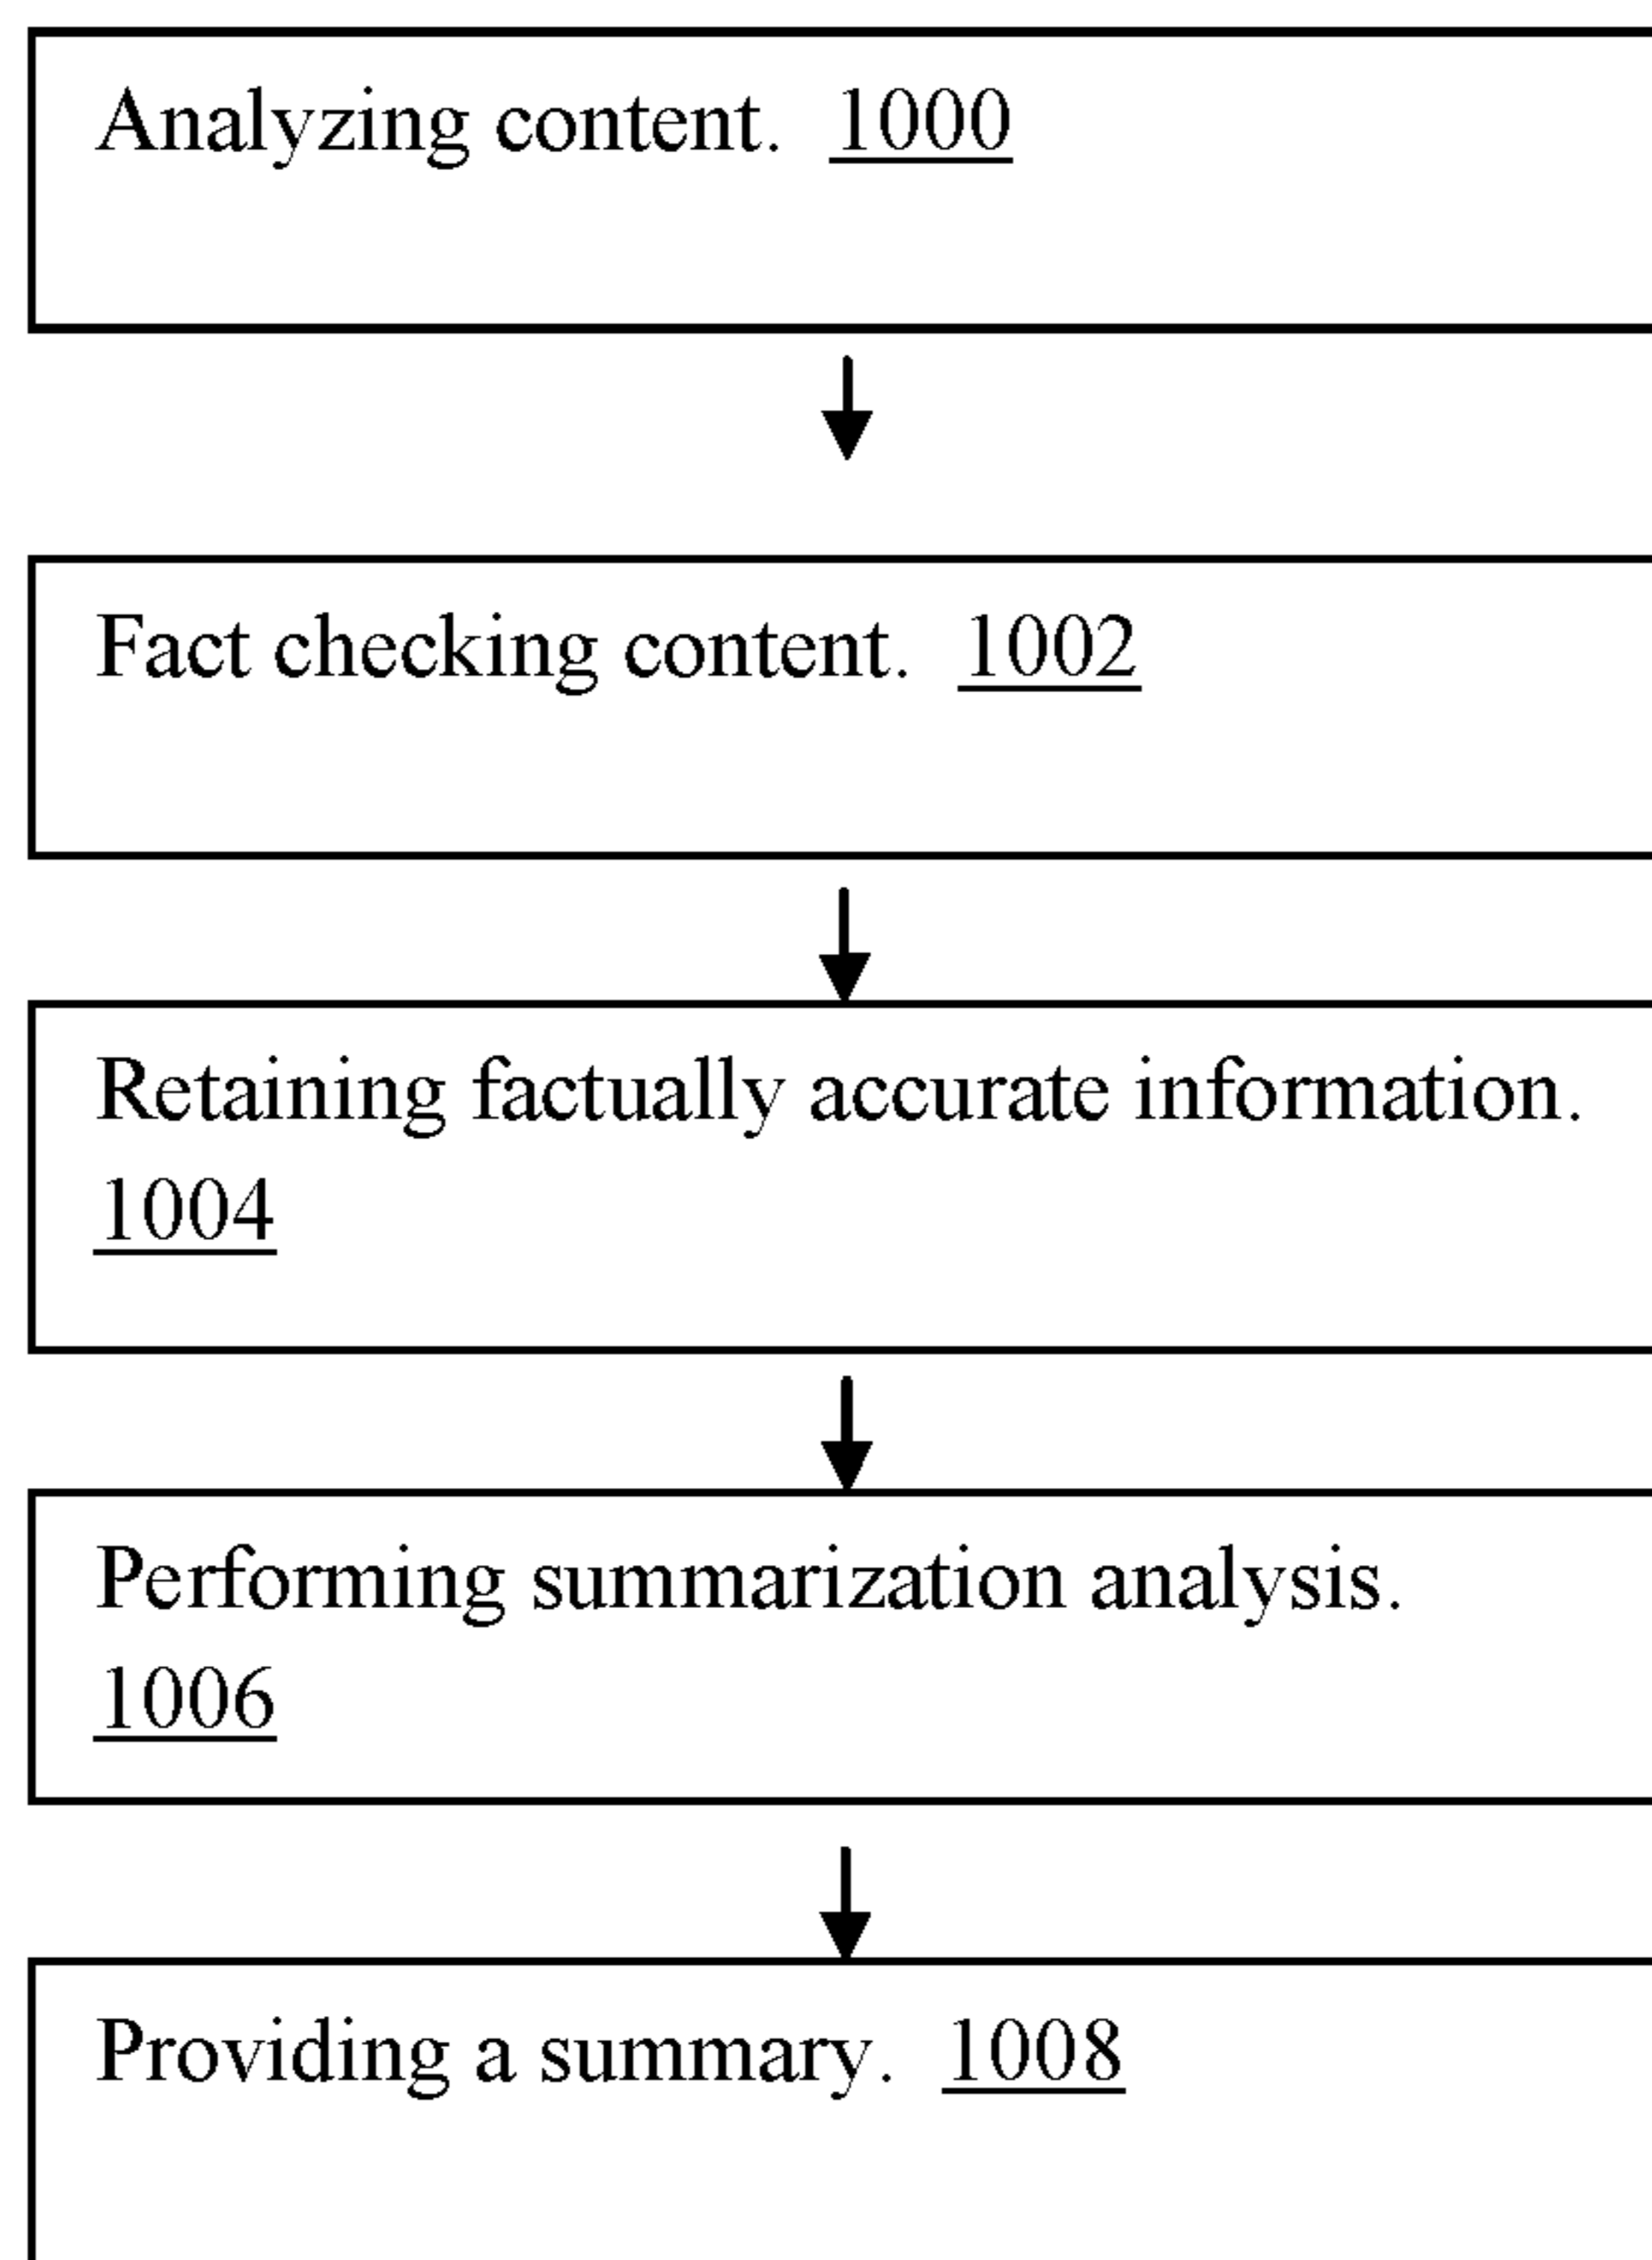 Analyzing content. 1000
Fact checking content. 1002
Retaining factually accurate information.
1004
Performing summarization analysis.
1006
Providing a summary. 1008